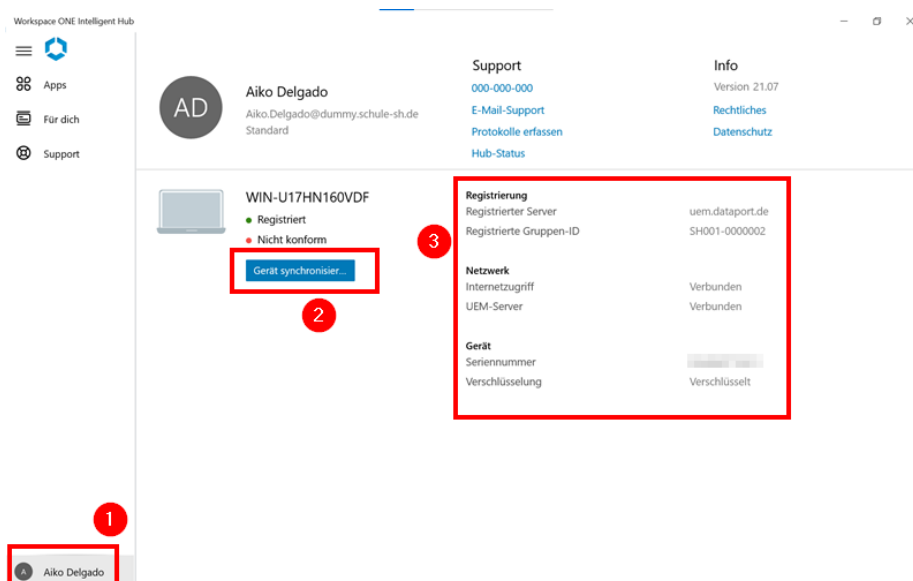 Workspace ONE Intelligent Hub
Apps
Für dich
Support
AD
Aiko Delgado
Aiko.Delgado@dummy.schule-sh.de
Standard
Support
000-000-000
E-Mail-Support
Protokolle erfassen
Hub-Status
Info
Version 21.07
Rechtliches
Datenschutz
WIN-U17HN160VDF
Registriert
Nicht konform
Gerät synchronisier...
2
3
Registrierung
Registrierter Server uem.dataport.de
Registrierte Gruppen-ID SH001-0000002
Netzwerk
Internetzugriff Verbunden
UEM-Server Verbunden
Gerät
Seriennummer
Verschlüsselung Verschlüsselt
1
A Aiko Delgado